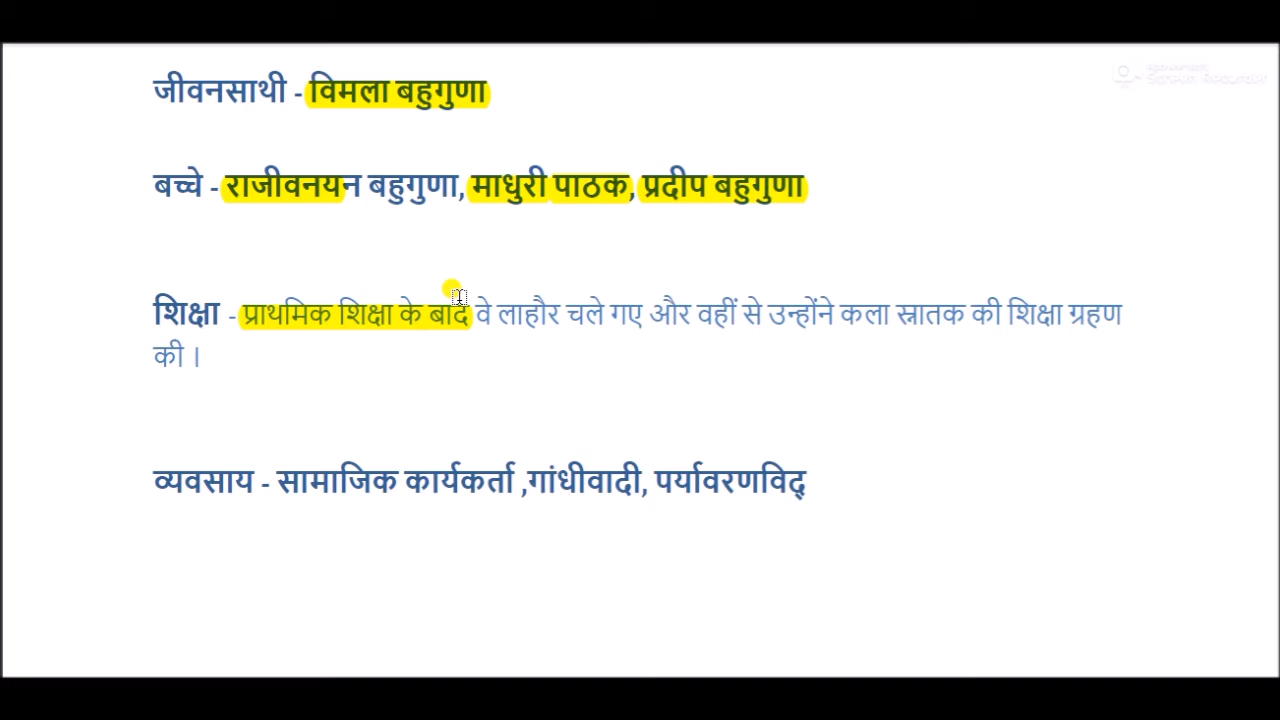 जीवनसाथी - विमला बहुगुणा
बच्चे - राजीवनयन बहुगुणा, माधुरी पाठक, प्रदीप बहुगुणा
शिक्षा - प्राथमिक शिक्षा के बाद वे लाहौर चले गए और वहीं से उन्होंने कला स्नातक की शिक्षा ग्रहण
की ।
व्यवसाय - सामाजिक कार्यकर्ता ,गांधीवादी, पर्यावरणविद्